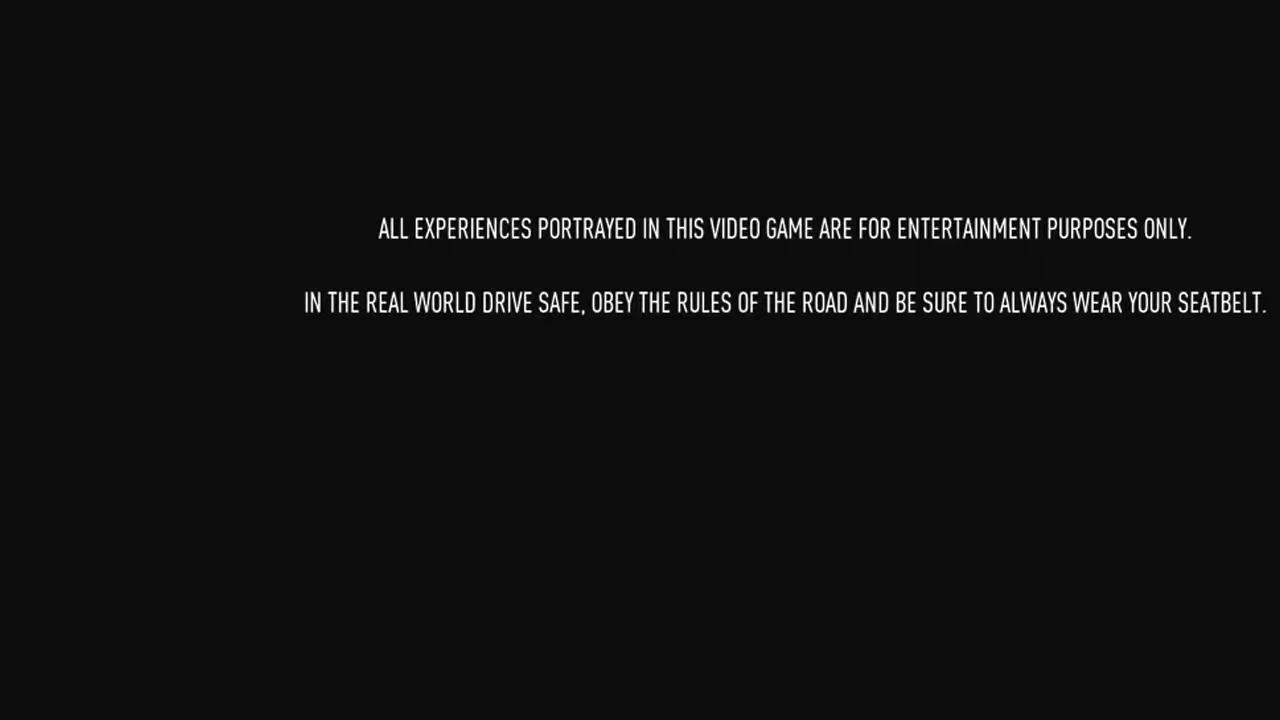 ALL EXPERIENCES PORTRAYED IN THIS VIDEO GAME ARE FOR ENTERTAINMENT PURPOSES ONLY.
IN THE REAL WORLD DRIVE SAFE, OBEY THE RULES OF THE ROAD AND BE SURE TO ALWAYS WEAR YOUR SEATBELT.